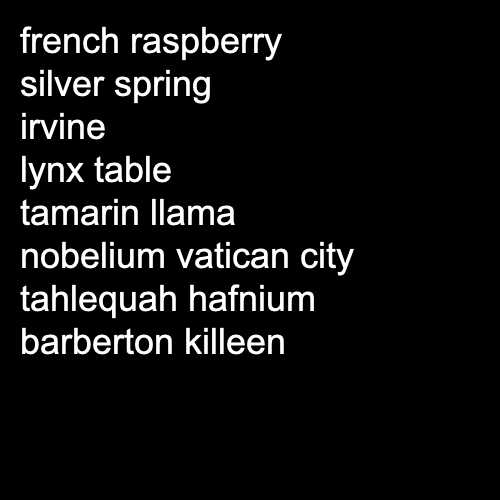 french raspberry
silver spring
irvine
lynx table
tamarin llama
nobelium vatican city
tahlequah hafnium
barberton killeen